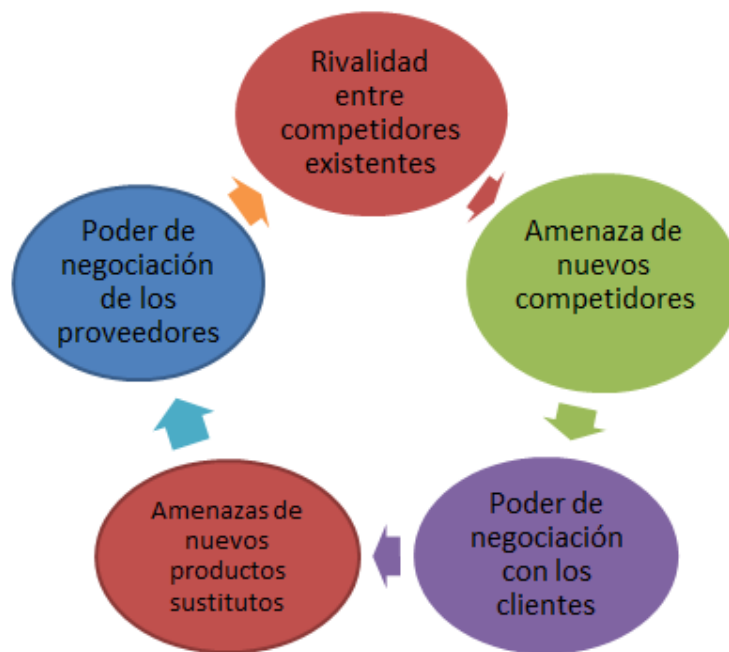 Rivalidad
entre
competidores
existentes
Amenaza de
nuevos
competidores
Poder de
negociación
con los
clientes
Amenazas de
nuevos
productos
sustitutos
Poder de
negociación
de los
proveedores